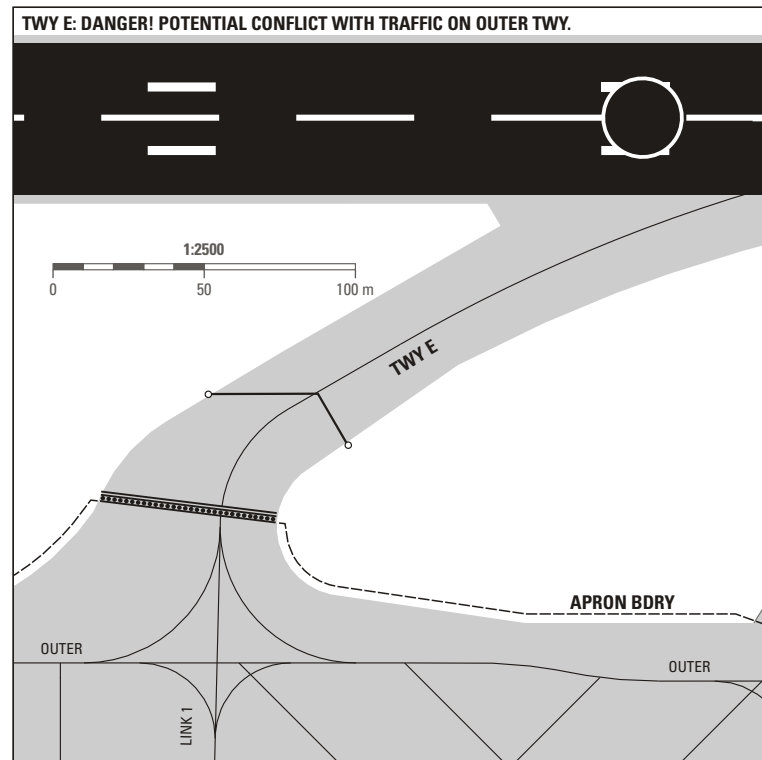 TWY E: DANGER! POTENTIAL CONFLICT WITH TRAFFIC ON OUTER TWY.
1:2500
0 50 100 m
TWY E
APRON BDRY
OUTER
OUTER
LINK 1